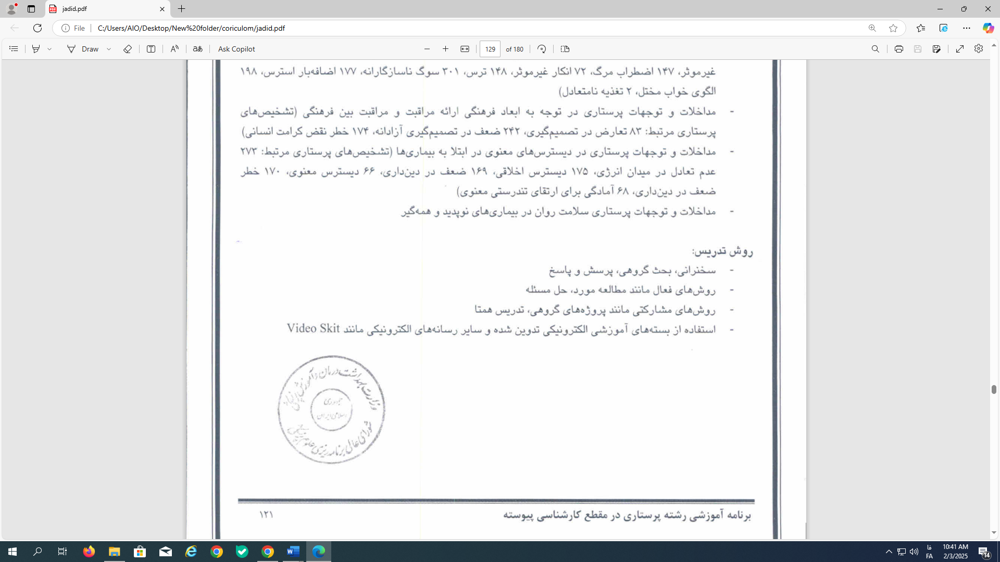 jadid.pdf
File
C:/Users/AIO/Desktop/New%20folder/coriculom/jadid.pdf
Draw
Ask Copilot
129 of 180
غیرموثر، ۱۴۷ اضطراب مرگ، ۷۲ انکار غیرموثر، ۱۴۸ ترس، ۳۰۱ سوگ ناسازگارانه، ۱۷۷ اضافه‌بار استرس، ۱۹۸
الگوی خواب مختل، ۲ تغذیه نامتعادل)
- مداخلات و توجهات پرستاری در توجه به ابعاد فرهنگی ارائه مراقبت و مراقبت بین فرهنگی (تشخیص‌های
پرستاری مرتبط: ۸۳ تعارض در تصمیم‌گیری، ۲۴۲ ضعف در تصمیم‌گیری آزادانه، ۱۷۴ خطر نقض کرامت انسانی)
- مداخلات و توجهات پرستاری در دیسترس‌های معنوی در ابتلا به بیماری‌ها (تشخیص‌های پرستاری مرتبط: ۲۷۳
عدم تعادل در میدان انرژی، ۱۷۵ دیسترس اخلاقی، ۱۶۹ ضعف در دین‌داری، ۶۶ دیسترس معنوی، ۱۷۰ خطر
ضعف در دین‌داری، ۶۸ آمادگی برای ارتقای تندرستی معنوی)
- مداخلات و توجهات پرستاری سلامت روان در بیماری‌های نوپدید و همه‌گیر
روش تدریس:
- سخنرانی، بحث گروهی، پرسش و پاسخ
- روش‌های فعال مانند مطالعه مورد، حل مسئله
- روش‌های مشارکتی مانند پروژه‌های گروهی، تدریس همتا
- استفاده از بسته‌های آموزشی الکترونیکی تدوین شده و سایر رسانه‌های الکترونیکی مانند Video Skit
وزارت بهداشت درمان و آموزش پزشکی
جمهوری
اسلامی ایران
شورای عالی برنامه‌ریزی علوم پزشکی
برنامه آموزشی رشته پرستاری در مقطع کارشناسی پیوسته
۱۲۱
فا
FA
10:41 AM
2/3/2025
14